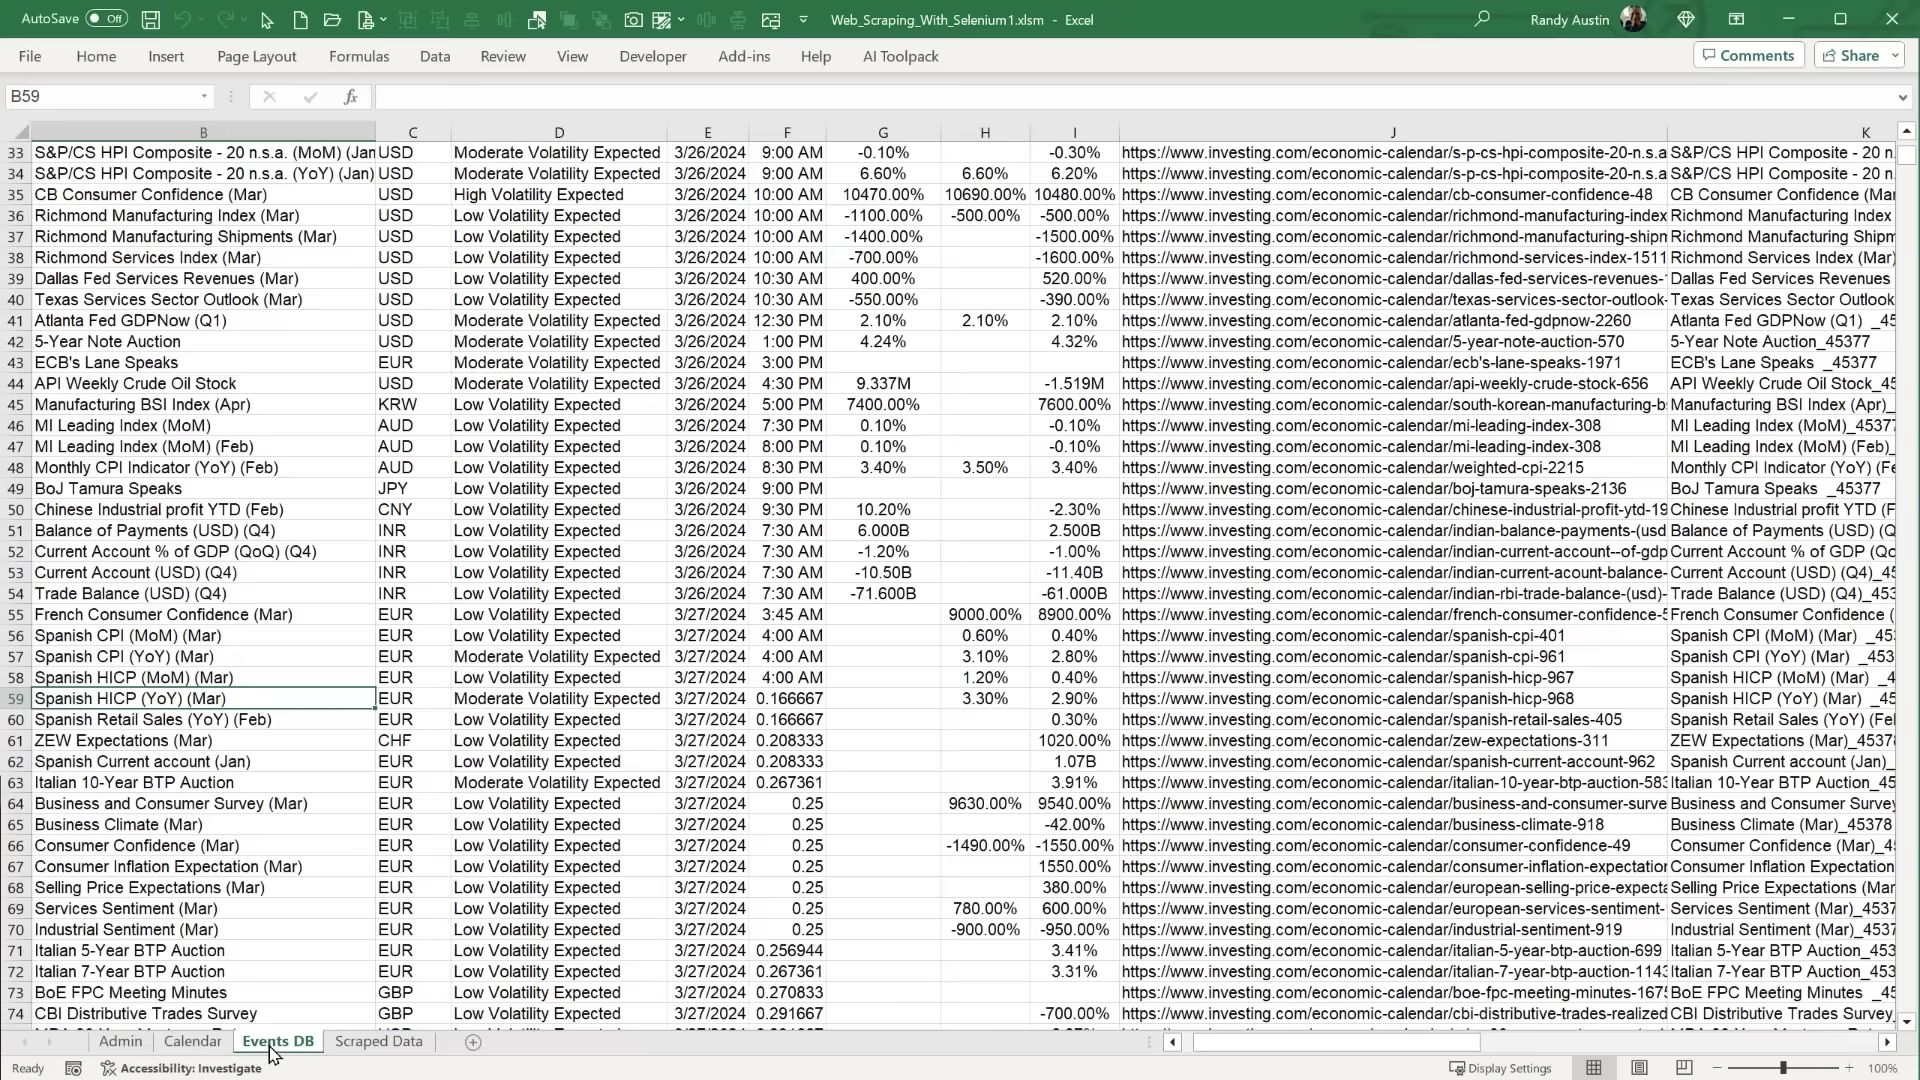 AutoSave Off Web_Scraping_With_Selenium1.xlsm - Excel Randy Austin
File Home Insert Page Layout Formulas Data Review View Developer Add-ins Help AI Toolpack Comments Share
B59 fx
B C D E F G H I J K
33 S&P/CS HPI Composite - 20 n.s.a. (MoM) (Jan USD Moderate Volatility Expected 3/26/2024 9:00 AM -0.10% -0.30% https://www.investing.com/economic-calendar/s-p-cs-hpi-composite-20-n.s.a S&P/CS HPI Composite - 20 n.
34 S&P/CS HPI Composite - 20 n.s.a. (YoY) (Jan) USD Moderate Volatility Expected 3/26/2024 9:00 AM 6.60% 6.60% 6.20% https://www.investing.com/economic-calendar/s-p-cs-hpi-composite-20-n.s.a S&P/CS HPI Composite - 20 n.
35 CB Consumer Confidence (Mar) USD High Volatility Expected 3/26/2024 10:00 AM 10470.00% 10690.00% 10480.00% https://www.investing.com/economic-calendar/cb-consumer-confidence-48 CB Consumer Confidence (Mar
36 Richmond Manufacturing Index (Mar) USD Low Volatility Expected 3/26/2024 10:00 AM -1100.00% -500.00% -500.00% https://www.investing.com/economic-calendar/richmond-manufacturing-index Richmond Manufacturing Index
37 Richmond Manufacturing Shipments (Mar) USD Low Volatility Expected 3/26/2024 10:00 AM -1400.00% -1500.00% https://www.investing.com/economic-calendar/richmond-manufacturing-shipm Richmond Manufacturing Shipm
38 Richmond Services Index (Mar) USD Low Volatility Expected 3/26/2024 10:00 AM -700.00% -1600.00% https://www.investing.com/economic-calendar/richmond-services-index-1511 Richmond Services Index (Mar)
39 Dallas Fed Services Revenues (Mar) USD Low Volatility Expected 3/26/2024 10:30 AM 400.00% 520.00% https://www.investing.com/economic-calendar/dallas-fed-services-revenues- Dallas Fed Services Revenues
40 Texas Services Sector Outlook (Mar) USD Low Volatility Expected 3/26/2024 10:30 AM -550.00% -390.00% https://www.investing.com/economic-calendar/texas-services-sector-outlook- Texas Services Sector Outlook
41 Atlanta Fed GDPNow (Q1) USD Moderate Volatility Expected 3/26/2024 12:30 PM 2.10% 2.10% 2.10% https://www.investing.com/economic-calendar/atlanta-fed-gdpnow-2260 Atlanta Fed GDPNow (Q1) _45
42 5-Year Note Auction USD Moderate Volatility Expected 3/26/2024 1:00 PM 4.24% 4.32% https://www.investing.com/economic-calendar/5-year-note-auction-570 5-Year Note Auction_45377
43 ECB's Lane Speaks EUR Moderate Volatility Expected 3/26/2024 3:00 PM https://www.investing.com/economic-calendar/ecb's-lane-speaks-1971 ECB's Lane Speaks _45377
44 API Weekly Crude Oil Stock USD Moderate Volatility Expected 3/26/2024 4:30 PM 9.337M -1.519M https://www.investing.com/economic-calendar/api-weekly-crude-stock-656 API Weekly Crude Oil Stock_45
45 Manufacturing BSI Index (Apr) KRW Low Volatility Expected 3/26/2024 5:00 PM 7400.00% 7600.00% https://www.investing.com/economic-calendar/south-korean-manufacturing-b Manufacturing BSI Index (Apr)_
46 MI Leading Index (MoM) AUD Low Volatility Expected 3/26/2024 7:30 PM 0.10% -0.10% https://www.investing.com/economic-calendar/mi-leading-index-308 MI Leading Index (MoM)_45377
47 MI Leading Index (MoM) (Feb) AUD Low Volatility Expected 3/26/2024 8:00 PM 0.10% -0.10% https://www.investing.com/economic-calendar/mi-leading-index-308 MI Leading Index (MoM) (Feb)_
48 Monthly CPI Indicator (YoY) (Feb) AUD Low Volatility Expected 3/26/2024 8:30 PM 3.40% 3.50% 3.40% https://www.investing.com/economic-calendar/weighted-cpi-2215 Monthly CPI Indicator (YoY) (Fe
49 BoJ Tamura Speaks JPY Low Volatility Expected 3/26/2024 9:00 PM https://www.investing.com/economic-calendar/boj-tamura-speaks-2136 BoJ Tamura Speaks _45377
50 Chinese Industrial profit YTD (Feb) CNY Low Volatility Expected 3/26/2024 9:30 PM 10.20% -2.30% https://www.investing.com/economic-calendar/chinese-industrial-profit-ytd-19 Chinese Industrial profit YTD (F
51 Balance of Payments (USD) (Q4) INR Low Volatility Expected 3/26/2024 7:30 AM 6.000B 2.500B https://www.investing.com/economic-calendar/indian-balance-payments-(usd Balance of Payments (USD) (Q
52 Current Account % of GDP (QoQ) (Q4) INR Low Volatility Expected 3/26/2024 7:30 AM -1.20% -1.00% https://www.investing.com/economic-calendar/indian-current-account--of-gdp Current Account % of GDP (Qo
53 Current Account (USD) (Q4) INR Low Volatility Expected 3/26/2024 7:30 AM -10.50B -11.40B https://www.investing.com/economic-calendar/indian-current-acount-balance- Current Account (USD) (Q4)_45
54 Trade Balance (USD) (Q4) INR Low Volatility Expected 3/26/2024 7:30 AM -71.600B -61.000B https://www.investing.com/economic-calendar/indian-rbi-trade-balance-(usd)- Trade Balance (USD) (Q4)_453
55 French Consumer Confidence (Mar) EUR Low Volatility Expected 3/27/2024 3:45 AM 9000.00% 8900.00% https://www.investing.com/economic-calendar/french-consumer-confidence-5 French Consumer Confidence (
56 Spanish CPI (MoM) (Mar) EUR Low Volatility Expected 3/27/2024 4:00 AM 0.60% 0.40% https://www.investing.com/economic-calendar/spanish-cpi-401 Spanish CPI (MoM) (Mar) _453
57 Spanish CPI (YoY) (Mar) EUR Moderate Volatility Expected 3/27/2024 4:00 AM 3.10% 2.80% https://www.investing.com/economic-calendar/spanish-cpi-961 Spanish CPI (YoY) (Mar) _453
58 Spanish HICP (MoM) (Mar) EUR Low Volatility Expected 3/27/2024 4:00 AM 1.20% 0.40% https://www.investing.com/economic-calendar/spanish-hicp-967 Spanish HICP (MoM) (Mar) _4
59 Spanish HICP (YoY) (Mar) EUR Moderate Volatility Expected 3/27/2024 0.166667 3.30% 2.90% https://www.investing.com/economic-calendar/spanish-hicp-968 Spanish HICP (YoY) (Mar) _4
60 Spanish Retail Sales (YoY) (Feb) EUR Low Volatility Expected 3/27/2024 0.166667 0.30% https://www.investing.com/economic-calendar/spanish-retail-sales-405 Spanish Retail Sales (YoY) (Fel
61 ZEW Expectations (Mar) CHF Low Volatility Expected 3/27/2024 0.208333 1020.00% https://www.investing.com/economic-calendar/zew-expectations-311 ZEW Expectations (Mar)_4537
62 Spanish Current account (Jan) EUR Low Volatility Expected 3/27/2024 0.208333 1.07B https://www.investing.com/economic-calendar/spanish-current-account-962 Spanish Current account (Jan)_
63 Italian 10-Year BTP Auction EUR Moderate Volatility Expected 3/27/2024 0.267361 3.91% https://www.investing.com/economic-calendar/italian-10-year-btp-auction-583 Italian 10-Year BTP Auction_45
64 Business and Consumer Survey (Mar) EUR Low Volatility Expected 3/27/2024 0.25 9630.00% 9540.00% https://www.investing.com/economic-calendar/business-and-consumer-surve Business and Consumer Survey
65 Business Climate (Mar) EUR Low Volatility Expected 3/27/2024 0.25 -42.00% https://www.investing.com/economic-calendar/business-climate-918 Business Climate (Mar)_45378
66 Consumer Confidence (Mar) EUR Low Volatility Expected 3/27/2024 0.25 -1490.00% -1550.00% https://www.investing.com/economic-calendar/consumer-confidence-49 Consumer Confidence (Mar)_4
67 Consumer Inflation Expectation (Mar) EUR Low Volatility Expected 3/27/2024 0.25 1550.00% https://www.investing.com/economic-calendar/consumer-inflation-expectation Consumer Inflation Expectation
68 Selling Price Expectations (Mar) EUR Low Volatility Expected 3/27/2024 0.25 380.00% https://www.investing.com/economic-calendar/european-selling-price-expecta Selling Price Expectations (Mar
69 Services Sentiment (Mar) EUR Low Volatility Expected 3/27/2024 0.25 780.00% 600.00% https://www.investing.com/economic-calendar/european-services-sentiment- Services Sentiment (Mar)_4537
70 Industrial Sentiment (Mar) EUR Low Volatility Expected 3/27/2024 0.25 -900.00% -950.00% https://www.investing.com/economic-calendar/industrial-sentiment-919 Industrial Sentiment (Mar)_453
71 Italian 5-Year BTP Auction EUR Low Volatility Expected 3/27/2024 0.256944 3.41% https://www.investing.com/economic-calendar/italian-5-year-btp-auction-699 Italian 5-Year BTP Auction_453
72 Italian 7-Year BTP Auction EUR Low Volatility Expected 3/27/2024 0.267361 3.31% https://www.investing.com/economic-calendar/italian-7-year-btp-auction-1143 Italian 7-Year BTP Auction_453
73 BoE FPC Meeting Minutes GBP Low Volatility Expected 3/27/2024 0.270833 https://www.investing.com/economic-calendar/boe-fpc-meeting-minutes-1675 BoE FPC Meeting Minutes _4
74 CBI Distributive Trades Survey GBP Low Volatility Expected 3/27/2024 0.291667 -700.00% https://www.investing.com/economic-calendar/cbi-distributive-trades-realized CBI Distributive Trades Survey
Admin Calendar Events DB Scraped Data
Ready Accessibility: Investigate Display Settings 100%